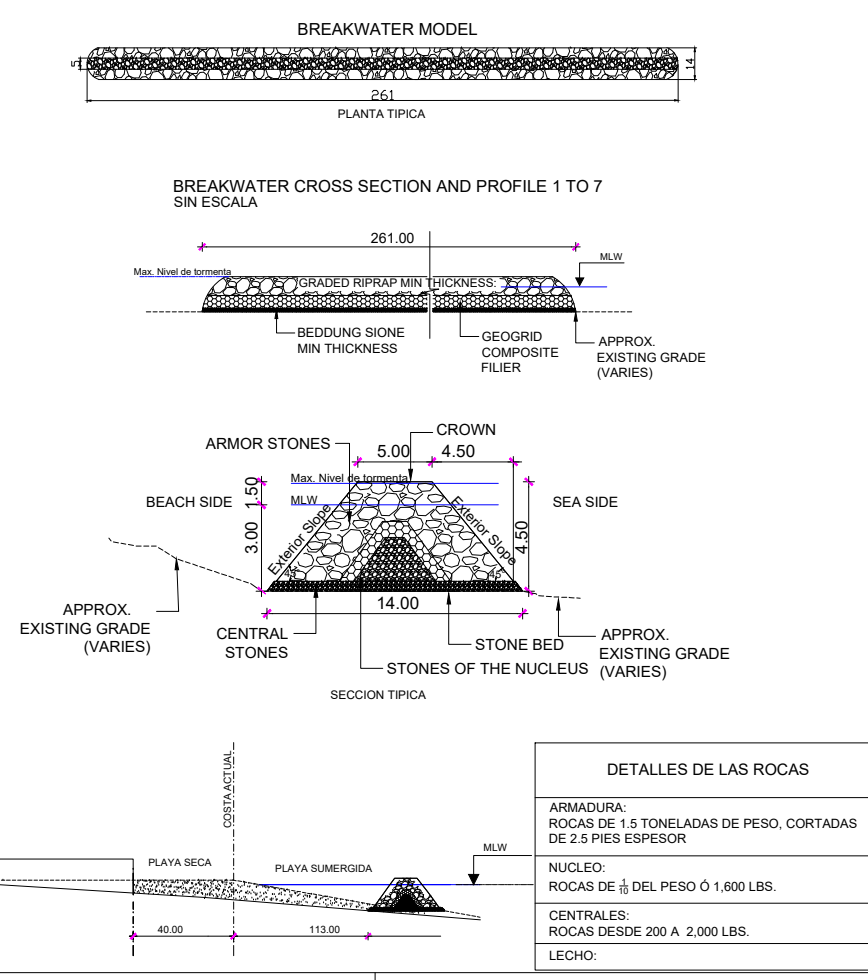 BREAKWATER MODEL
5
14
261
PLANTA TIPICA
BREAKWATER CROSS SECTION AND PROFILE 1 TO 7
SIN ESCALA
261.00
MLW
Max. Nivel de tormenta
GRADED RIPRAP MIN THICKNESS:
BEDDUNG SIONE
MIN THICKNESS
GEOGRID
COMPOSITE
FILIER
APPROX.
EXISTING GRADE
(VARIES)
CROWN
ARMOR STONES
5.00
4.50
Max. Nivel de tormenta
MLW
BEACH SIDE
1.50
3.00
Exterior Slope
Exterior Slope
4.50
SEA SIDE
45
45
14.00
APPROX.
EXISTING GRADE
(VARIES)
CENTRAL
STONES
STONE BED
STONES OF THE NUCLEUS
APPROX.
EXISTING GRADE
(VARIES)
SECCION TIPICA
COSTA ACTUAL
PLAYA SECA
PLAYA SUMERGIDA
MLW
40.00
113.00
DETALLES DE LAS ROCAS
ARMADURA:
ROCAS DE 1.5 TONELADAS DE PESO, CORTADAS
DE 2.5 PIES ESPESOR
NUCLEO:
ROCAS DE 1/10 DEL PESO Ó 1,600 LBS.
CENTRALES:
ROCAS DESDE 200 A 2,000 LBS.
LECHO: